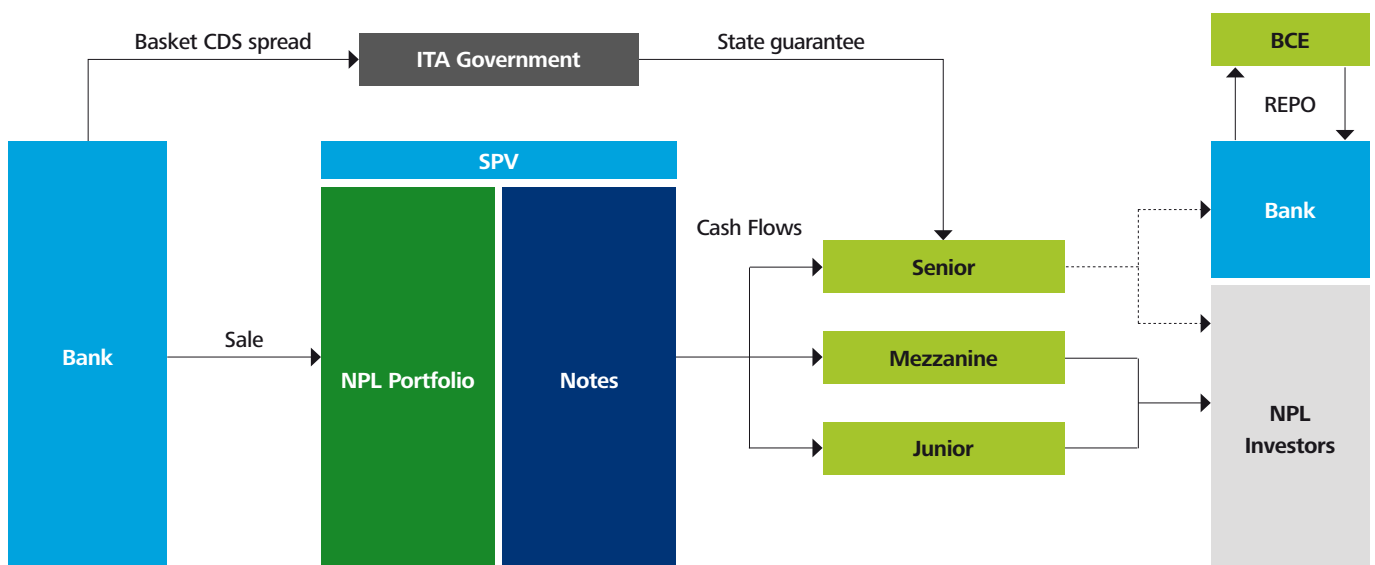 Basket CDS spread
ITA Government
State guarantee
BCE
REPO
SPV
Bank
Sale
NPL Portfolio
Notes
Cash Flows
Senior
Mezzanine
Junior
Bank
NPL
Investors